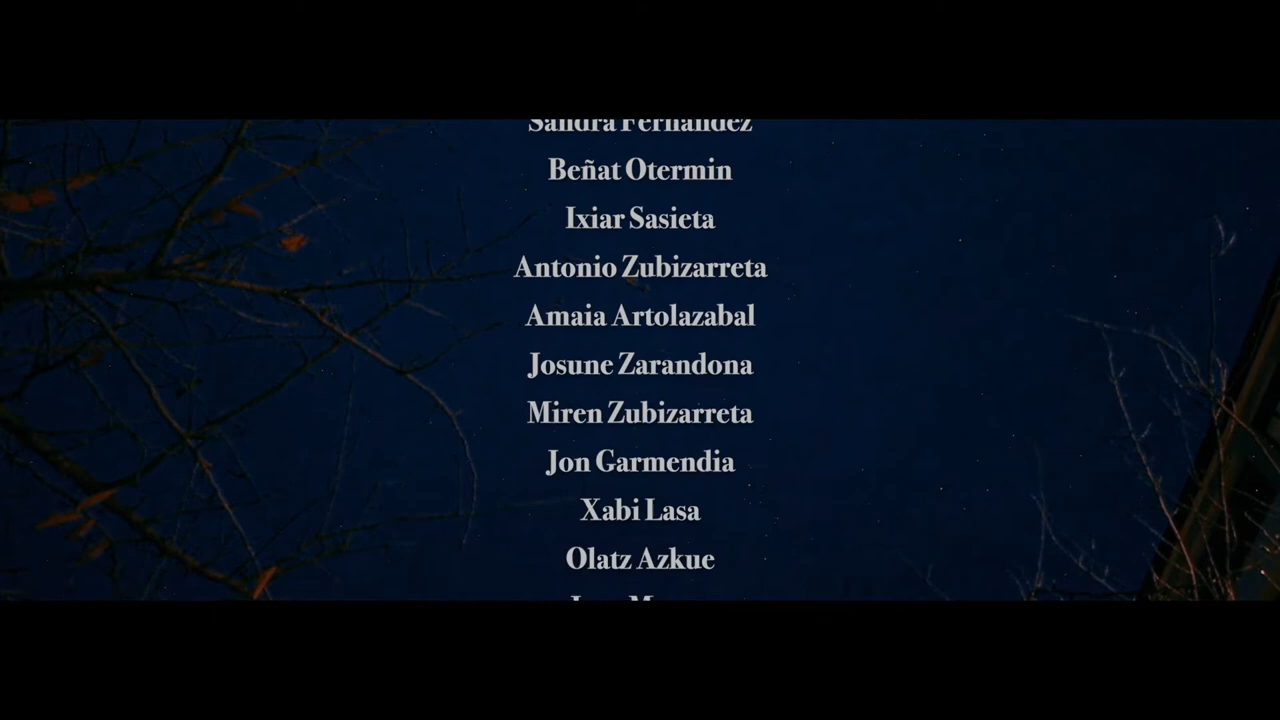 Sandra Fernandez
Beñat Otermin
Ixiar Sasieta
Antonio Zubizarreta
Amaia Artolazabal
Josune Zarandona
Miren Zubizarreta
Jon Garmendia
Xabi Lasa
Olatz Azkue